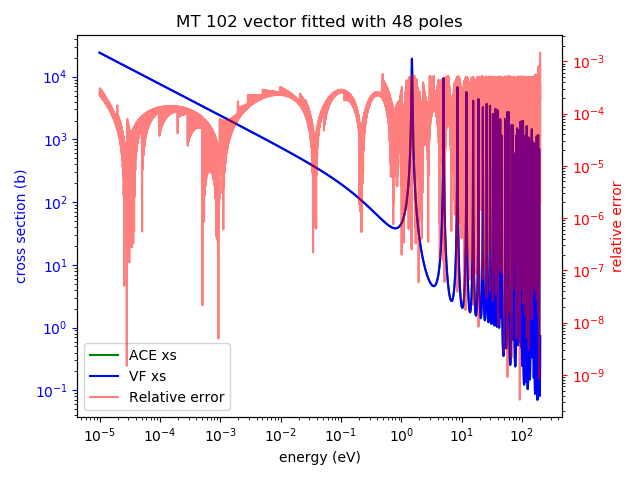 MT 102 vector fitted with 48 poles
cross section (b)
10⁴
10³
10²
10¹
10⁰
10⁻¹
10⁻³
10⁻⁴
10⁻⁵
10⁻⁶
10⁻⁷
10⁻⁸
10⁻⁹
relative error
ACE xs
VF xs
Relative error
10⁻⁵ 10⁻⁴ 10⁻³ 10⁻² 10⁻¹ 10⁰ 10¹ 10²
energy (eV)